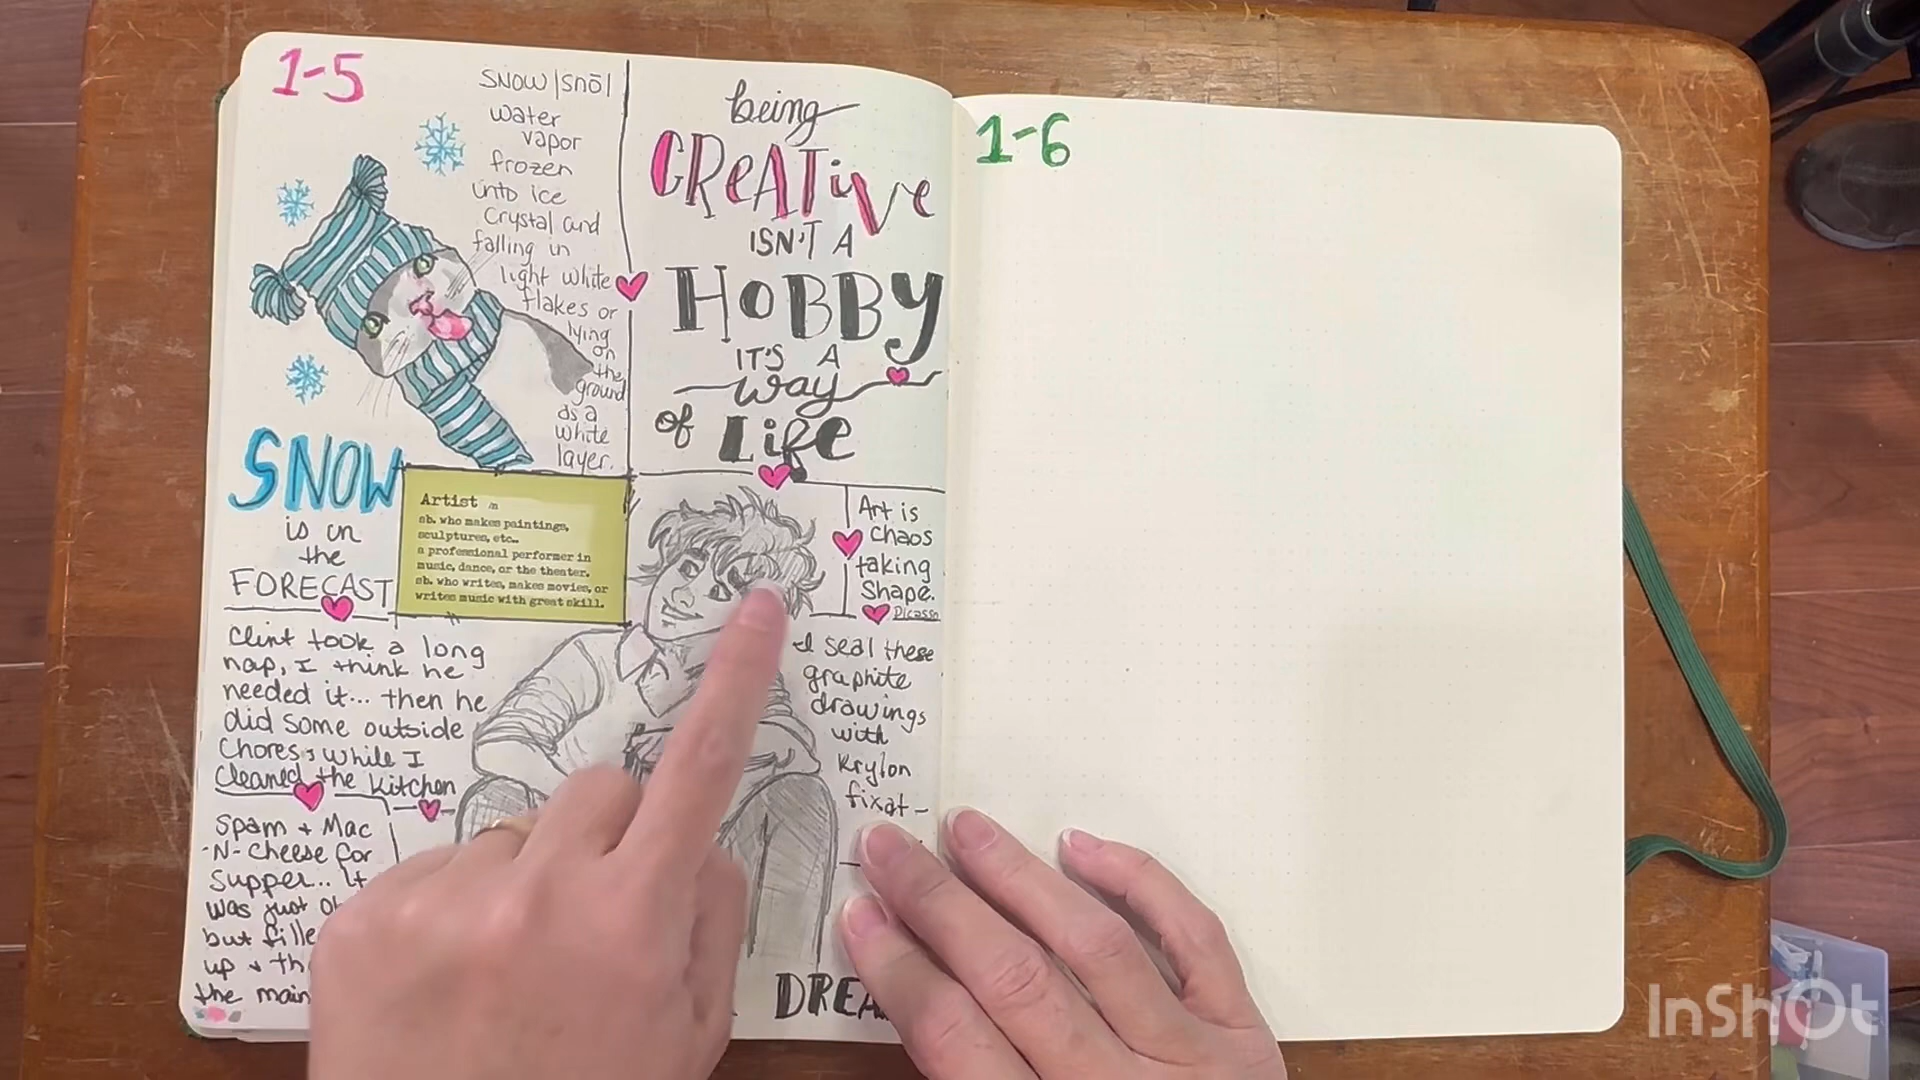 1-5
SNOW |snō|
water
vapor
frozen
into ice
Crystal and
falling in
light white
flakes or
lying
on
the
ground
as a
white
layer.
SNOW
is in
the
FORECAST
being
CREATIVE
ISN'T A
HOBBY
IT'S A
way
of LIFE
Artist /n
sb. who makes paintings,
sculptures, etc..
a professional performer in
music, dance, or the theater.
sb. who writes, makes movies, or
writes music with great skill.
Art is
chaos
taking
Shape.
Picasso
Clint took a long
nap, I think he
needed it... then he
did some outside
Chores, while I
cleaned the kitchen
Spam + Mac
-N- Cheese for
Supper.. It
was just
but
up +
the main
I seal these
graphite
drawings
with
Krylon
fixat-
1-6
InShOt